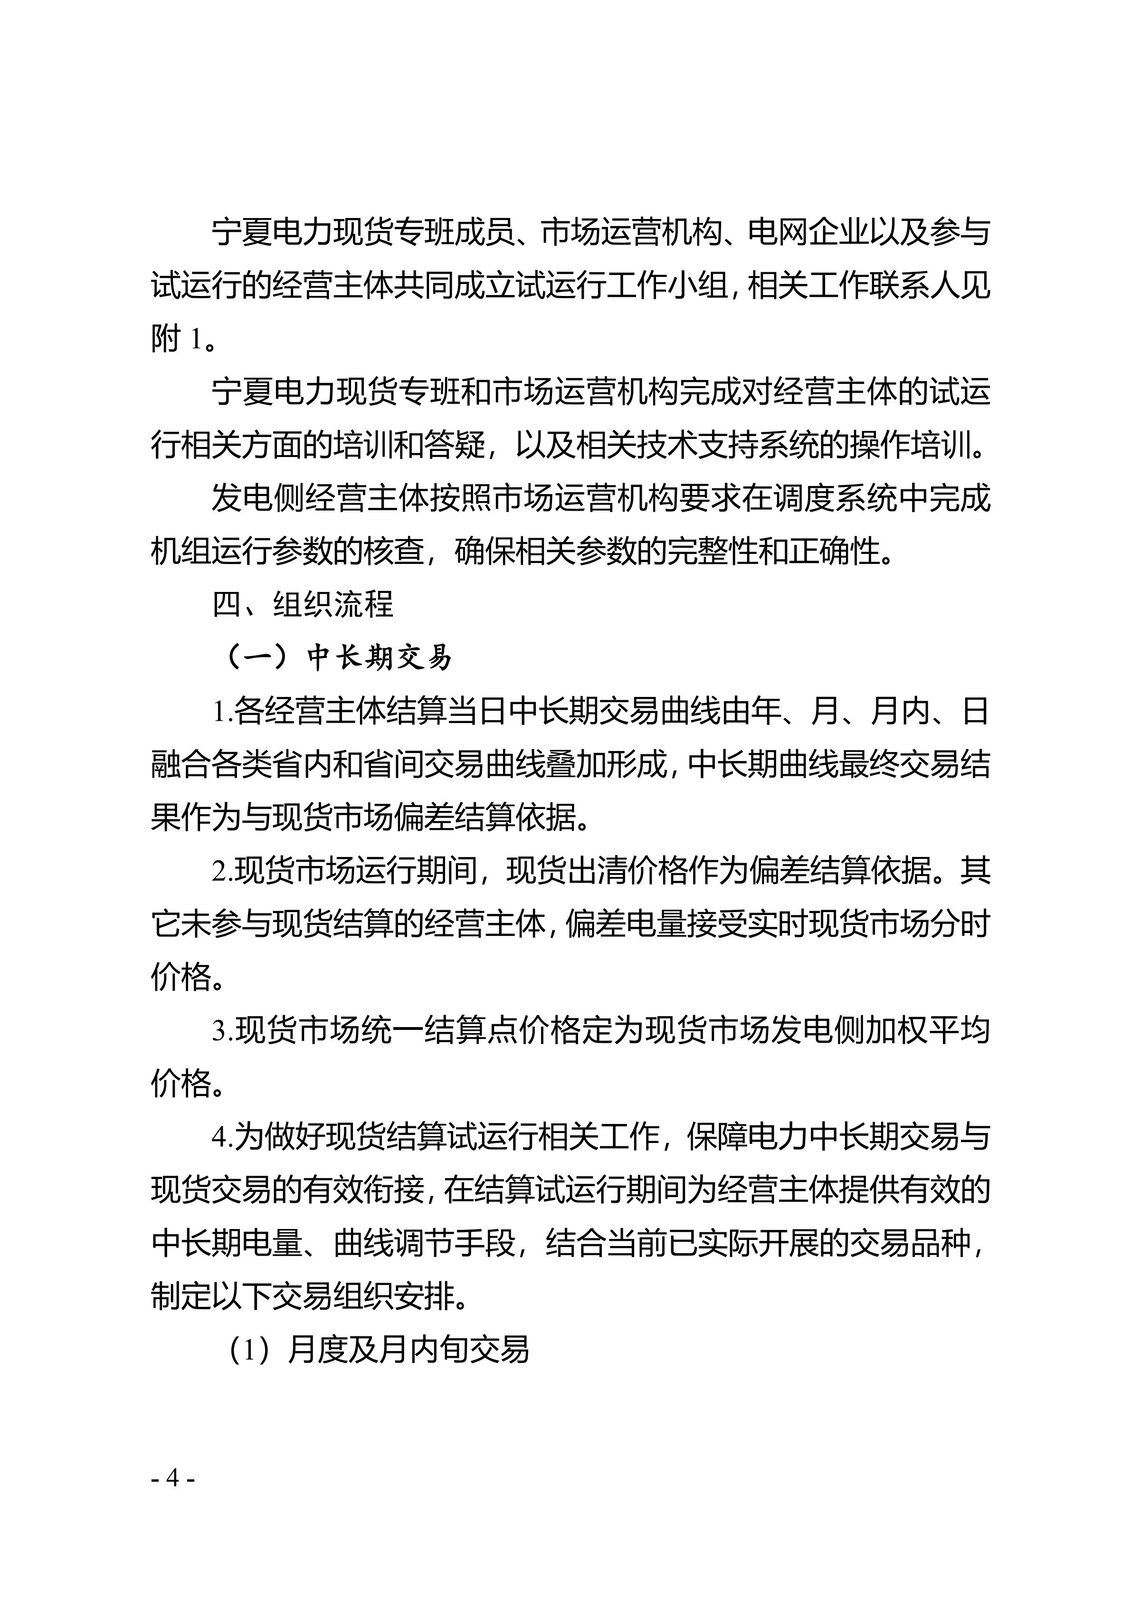 宁夏电力现货专班成员、市场运营机构、电网企业以及参与
试运行的经营主体共同成立试运行工作小组，相关工作联系人见
附 1。
宁夏电力现货专班和市场运营机构完成对经营主体的试运
行相关方面的培训和答疑，以及相关技术支持系统的操作培训。
发电侧经营主体按照市场运营机构要求在调度系统中完成
机组运行参数的核查，确保相关参数的完整性和正确性。
四、组织流程
（一）中长期交易
1.各经营主体结算当日中长期交易曲线由年、月、月内、日
融合各类省内和省间交易曲线叠加形成，中长期曲线最终交易结
果作为与现货市场偏差结算依据。
2.现货市场运行期间，现货出清价格作为偏差结算依据。其
它未参与现货结算的经营主体，偏差电量接受实时现货市场分时
价格。
3.现货市场统一结算点价格定为现货市场发电侧加权平均
价格。
4.为做好现货结算试运行相关工作，保障电力中长期交易与
现货交易的有效衔接，在结算试运行期间为经营主体提供有效的
中长期电量、曲线调节手段，结合当前已实际开展的交易品种，
制定以下交易组织安排。
（1）月度及月内旬交易
- 4 -